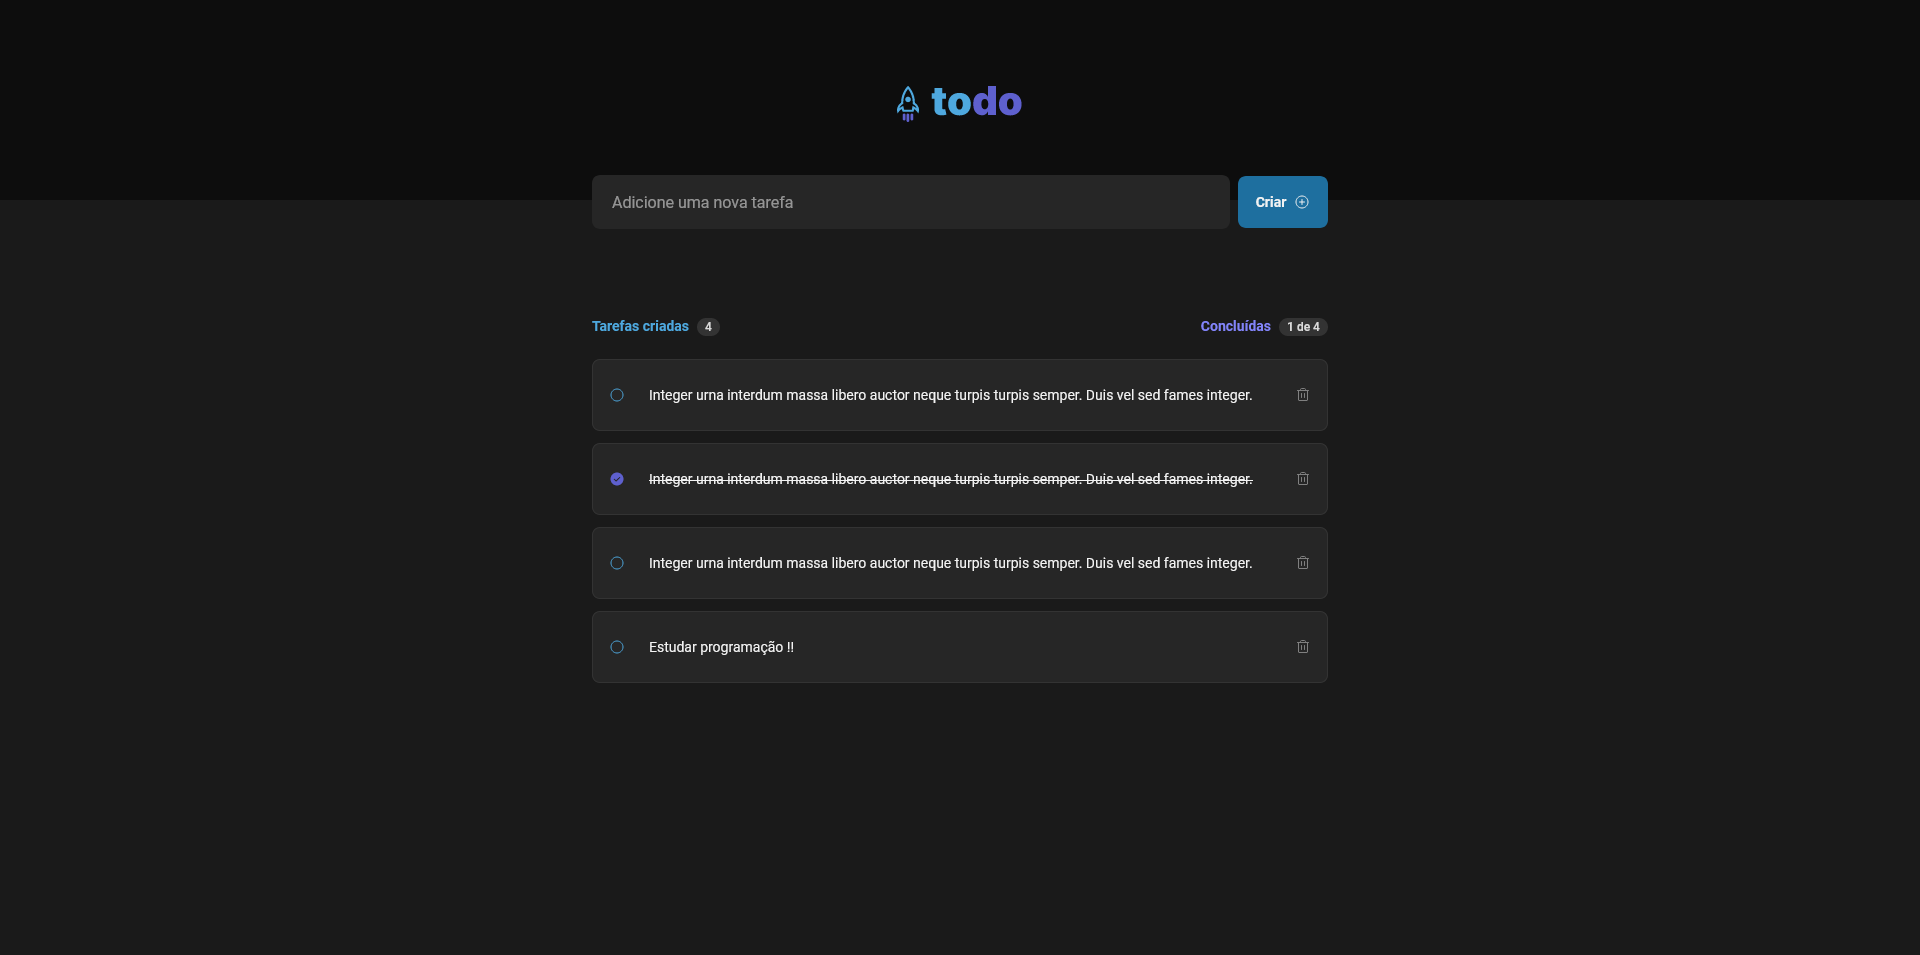 todo
Adicione uma nova tarefa
Criar
Tarefas criadas 4
Concluídas 1 de 4
Integer urna interdum massa libero auctor neque turpis turpis semper. Duis vel sed fames integer.
Integer urna interdum massa libero auctor neque turpis turpis semper. Duis vel sed fames integer.
Integer urna interdum massa libero auctor neque turpis turpis semper. Duis vel sed fames integer.
Estudar programação !!